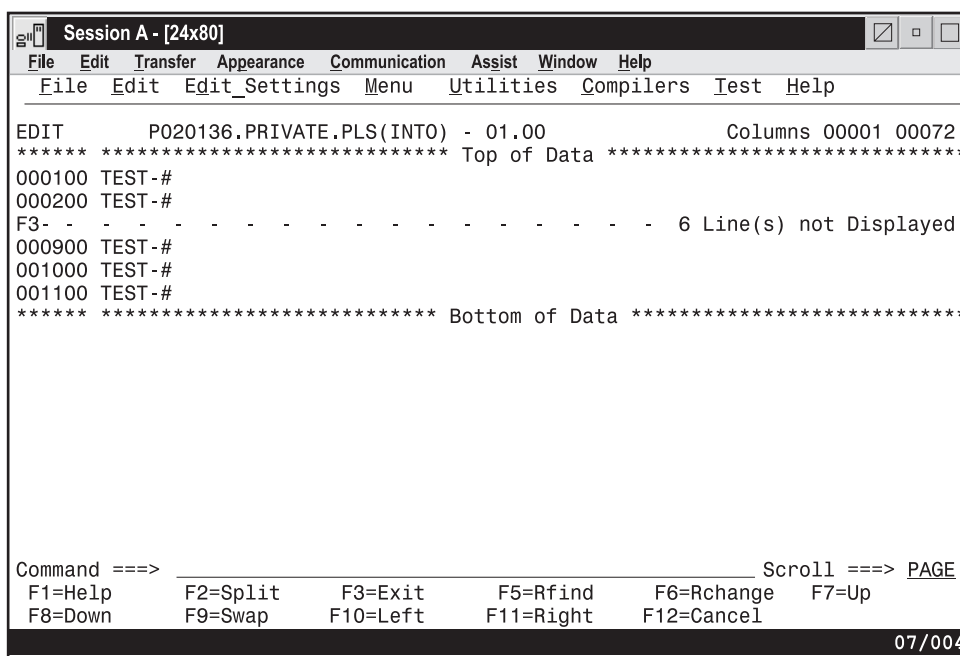 Session A - [24x80]
File Edit Transfer Appearance Communication Assist Window Help
File Edit Edit_Settings Menu Utilities Compilers Test Help
EDIT PO20136.PRIVATE.PLS(INTO) - 01.00 Columns 00001 00072
****** ***************************** Top of Data ******************************
000100 TEST-#
000200 TEST-#
F3- - - - - - - - - - - - - - - - - - 6 Line(s) not Displayed
000900 TEST-#
001000 TEST-#
001100 TEST-#
****** **************************** Bottom of Data ****************************
Command ===> Scroll ===> PAGE
F1=Help F2=Split F3=Exit F5=Rfind F6=Rchange F7=Up
F8=Down F9=Swap F10=Left F11=Right F12=Cancel
07/004